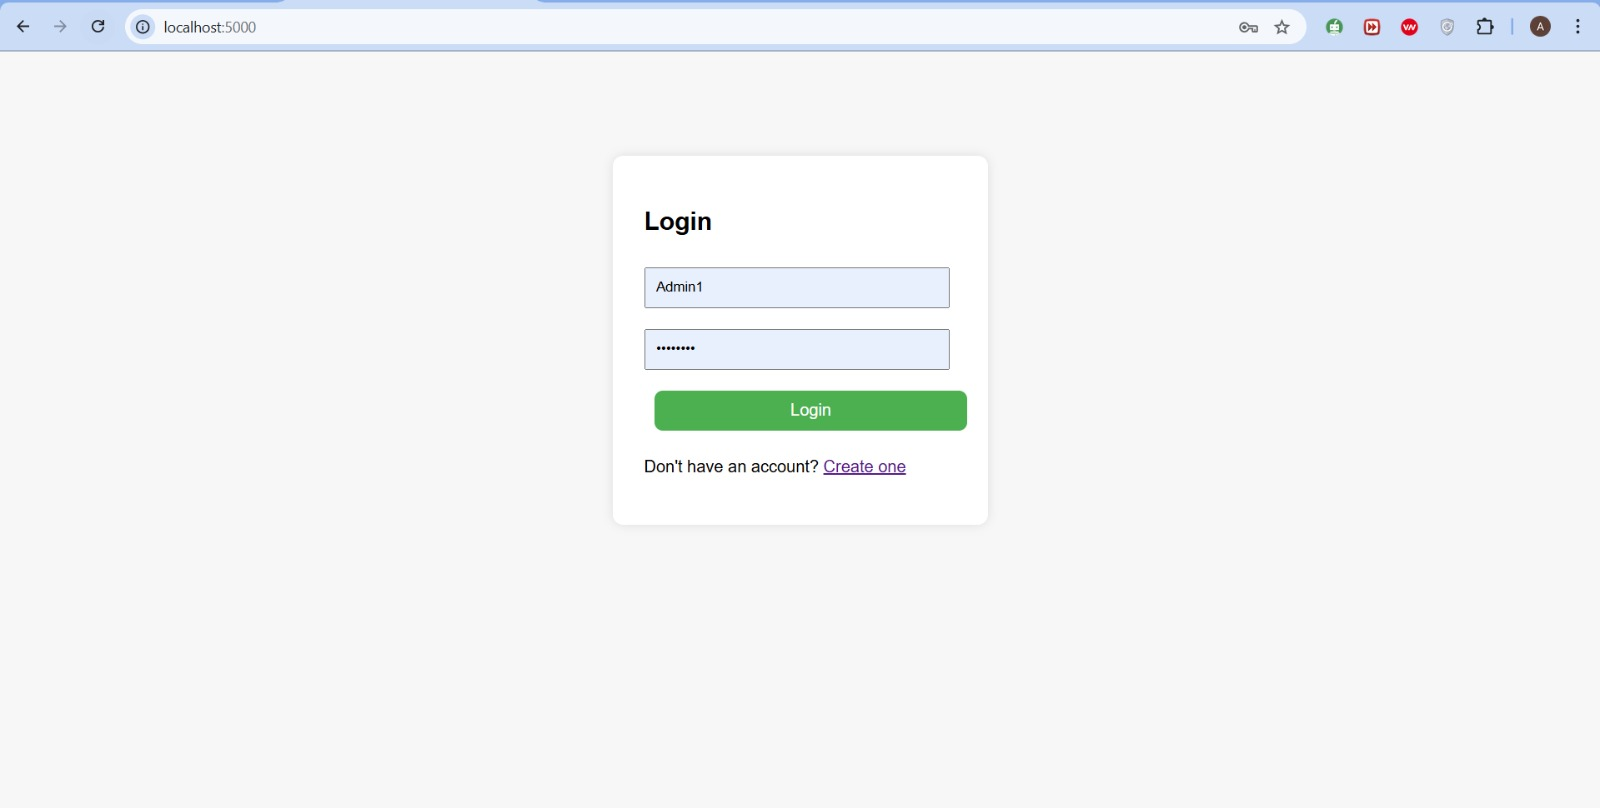 localhost:5000
A
Login
Admin1
••••••••
Login
Don't have an account? Create one